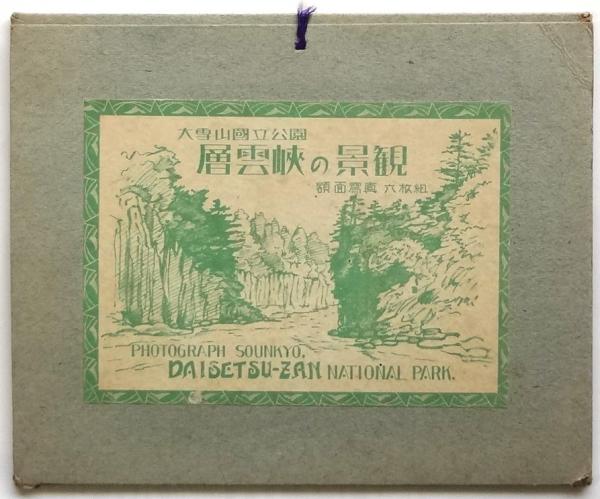 大雪山國立公園
層雲峡の景観
額面寫眞 六枚組
PHOTOGRAPH SOUNKYO,
DAISETSU-ZAN NATIONAL PARK.